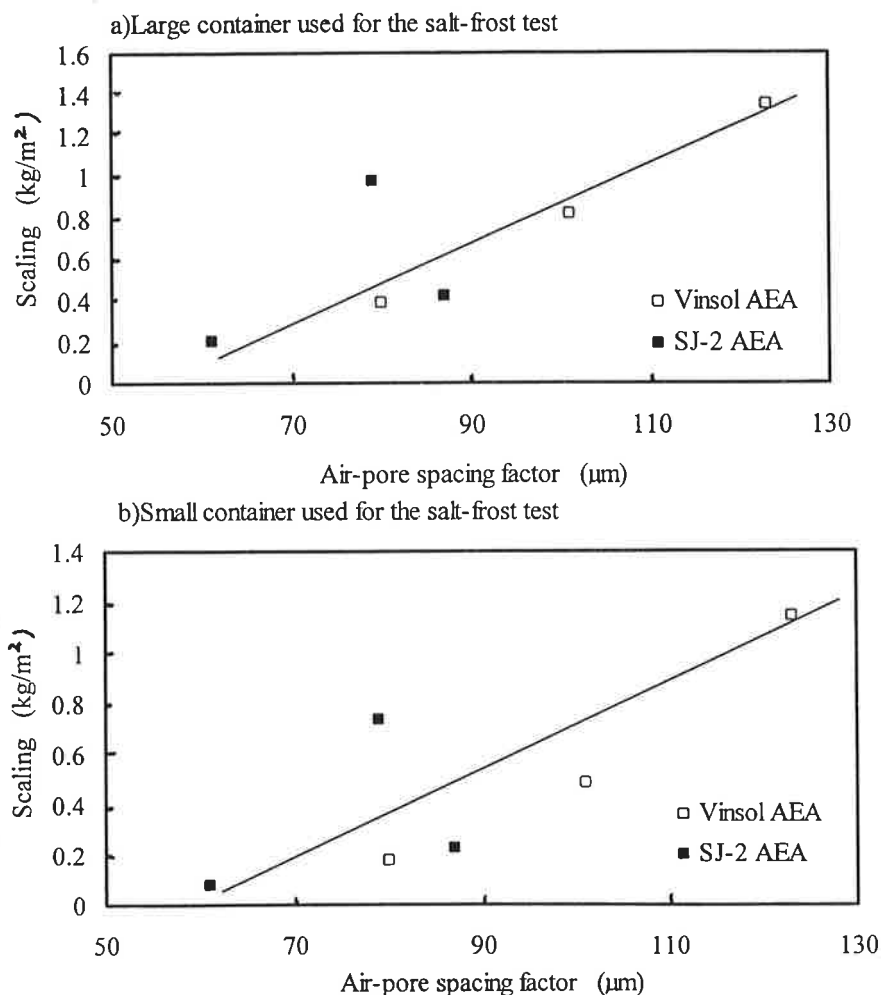 a)Large container used for the salt-frost test
1.6
1.4
1.2
1
0.8
0.6
0.4
0.2
0
Scaling (kg/m²)
□ Vinsol AEA
■ SJ-2 AEA
50 70 90 110 130
Air-pore spacing factor (μm)
b)Small container used for the salt-frost test
1.4
1.2
1
0.8
0.6
0.4
0.2
0
Scaling (kg/m²)
□ Vinsol AEA
■ SJ-2 AEA
50 70 90 110 130
Air-pore spacing factor (μm)